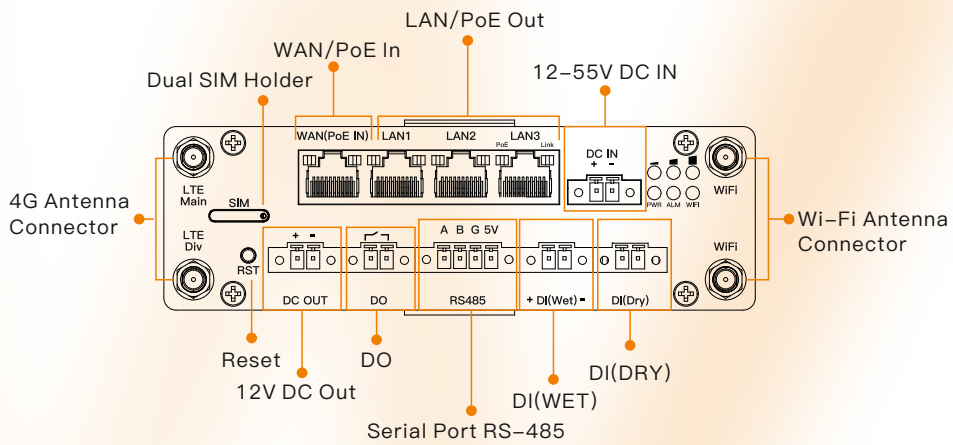 LAN/PoE Out
WAN/PoE In
12–55V DC IN
Dual SIM Holder
WAN(PoE IN) LAN1 LAN2 LAN3
PoE Link
DC IN
+ -
LTE
Main
WiFi
SIM
PWR ALM WIFI
4G Antenna
Connector
Wi–Fi Antenna
Connector
LTE
Div
+ -
A B G 5V
WiFi
RST
DC OUT DO RS485 + DI(Wet) - DI(Dry)
Reset
DO
DI(DRY)
12V DC Out
DI(WET)
Serial Port RS–485